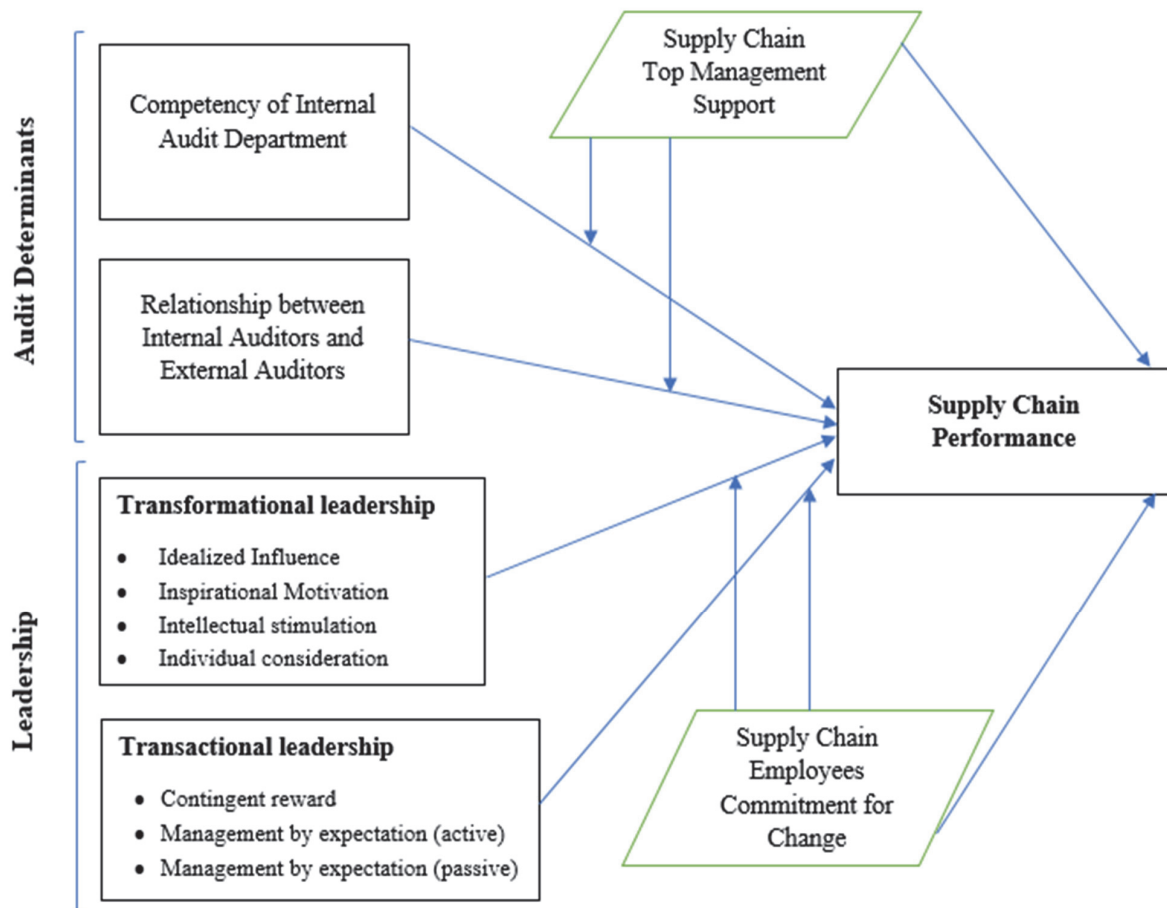 Audit Determinants
Competency of Internal
Audit Department
Supply Chain
Top Management
Support
Relationship between
Internal Auditors and
External Auditors
Supply Chain
Performance
Leadership
Transformational leadership
• Idealized Influence
• Inspirational Motivation
• Intellectual stimulation
• Individual consideration
Transactional leadership
• Contingent reward
• Management by expectation (active)
• Management by expectation (passive)
Supply Chain
Employees
Commitment for
Change